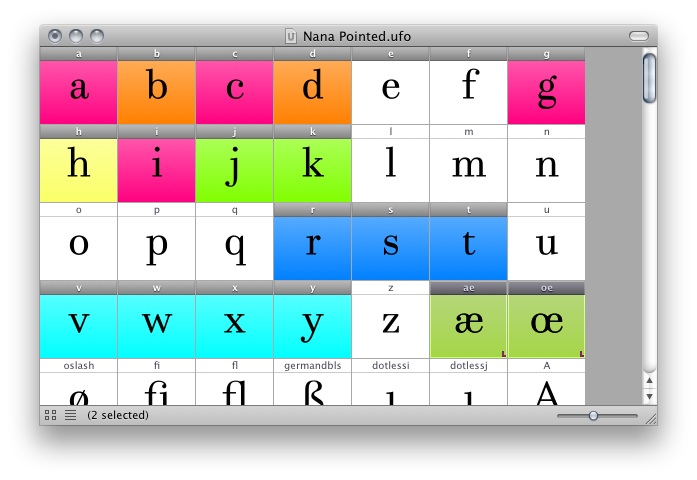 Nana Pointed.ufo
a b c d e f g
a b c d e f g
h i j k l m n
h i j k l m n
o p q r s t u
o p q r s t u
v w x y z ae oe
v w x y z æ œ
oslash fi fl germandbls dotlessi dotlessj A
ø fi fl ß ı ȷ A
(2 selected)